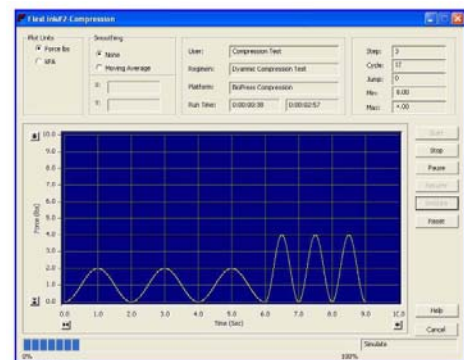 Flexi Link#2-Compression
Plot Units
Force lbs
kPA
Smoothing
None
Moving Average
X:
Y:
User: Compression Test
Regimen: Dynamic Compression Test
Platform: BioPress Compression
Run Time: 0:00:00:38 0:00:02:57
Step: 3
Cycle: 17
Jump: 0
Min: 0.00
Max: 4.00
Force (lbs)
10.0
9.0
8.0
7.0
6.0
5.0
4.0
3.0
2.0
1.0
0.0
0.0 1.0 2.0 3.0 4.0 5.0 6.0 7.0 8.0 9.0 10.0
Time (Sec)
Start
Stop
Pause
Resume
Reset
Help
Cancel
Simulate
0% 100%